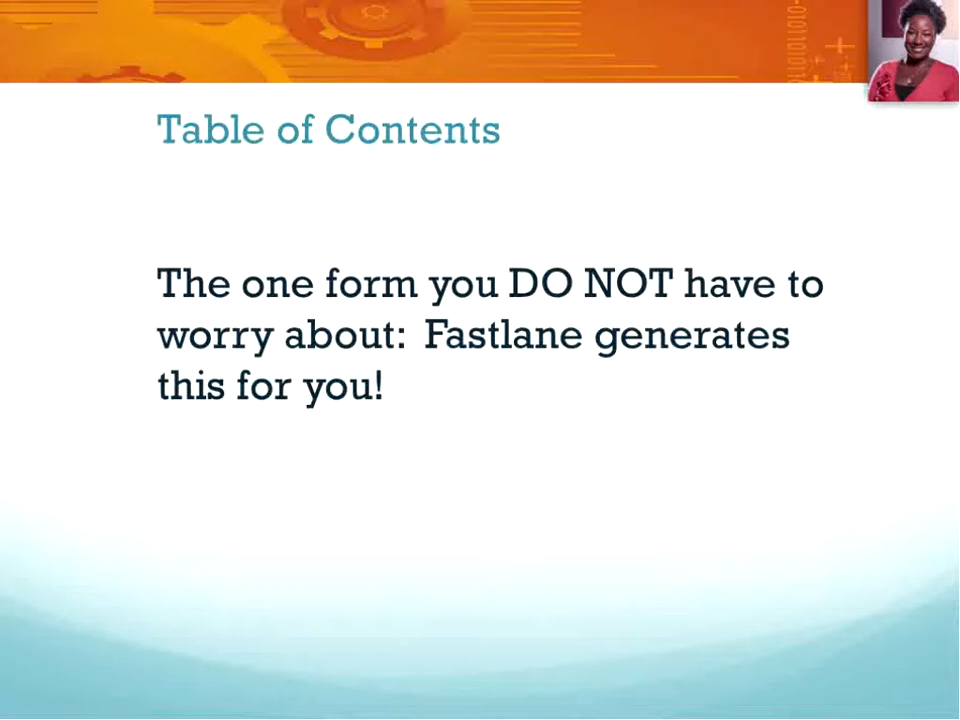 Table of Contents
The one form you DO NOT have to
worry about:  Fastlane generates
this for you!